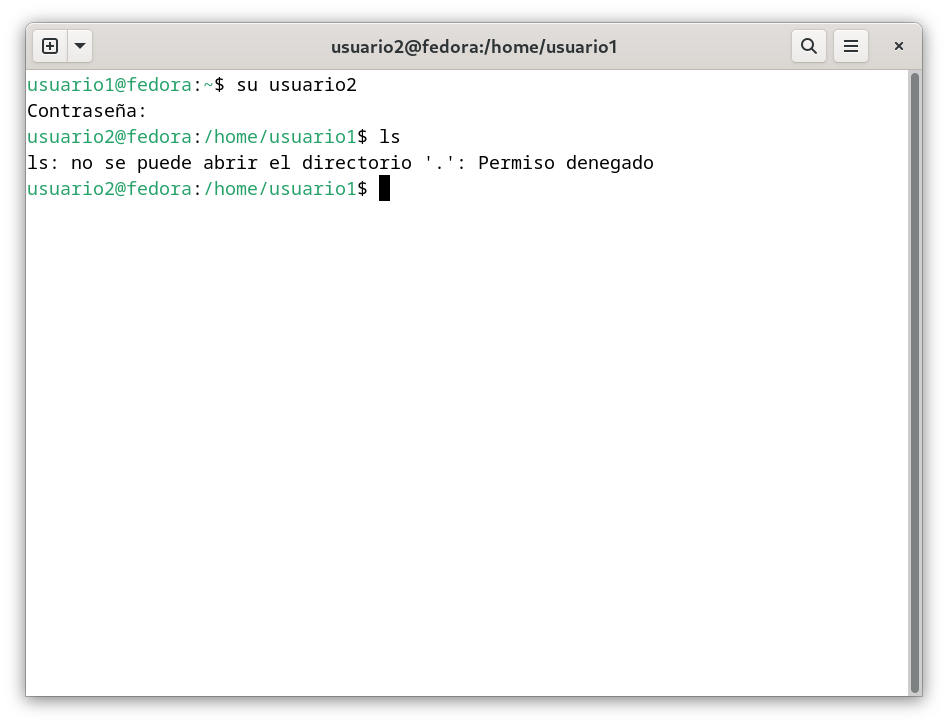 usuario2@fedora:/home/usuario1
usuario1@fedora:~$ su usuario2
Contraseña:
usuario2@fedora:/home/usuario1$ ls
ls: no se puede abrir el directorio '.': Permiso denegado
usuario2@fedora:/home/usuario1$